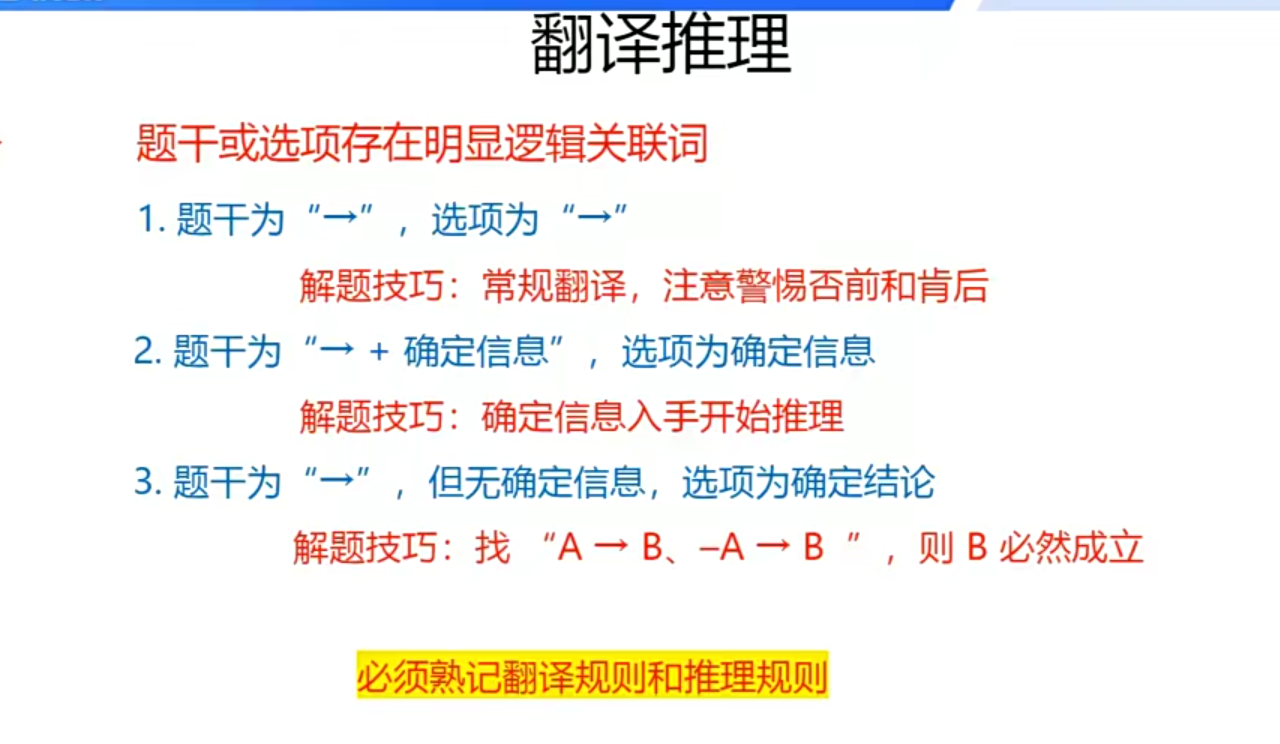 翻译推理
题干或选项存在明显逻辑关联词
1. 题干为“→”，选项为“→”
解题技巧：常规翻译，注意警惕否前和肯后
2. 题干为“→ + 确定信息”，选项为确定信息
解题技巧：确定信息入手开始推理
3. 题干为“→”，但无确定信息，选项为确定结论
解题技巧：找 “A → B、–A → B ”，则 B 必然成立
必须熟记翻译规则和推理规则